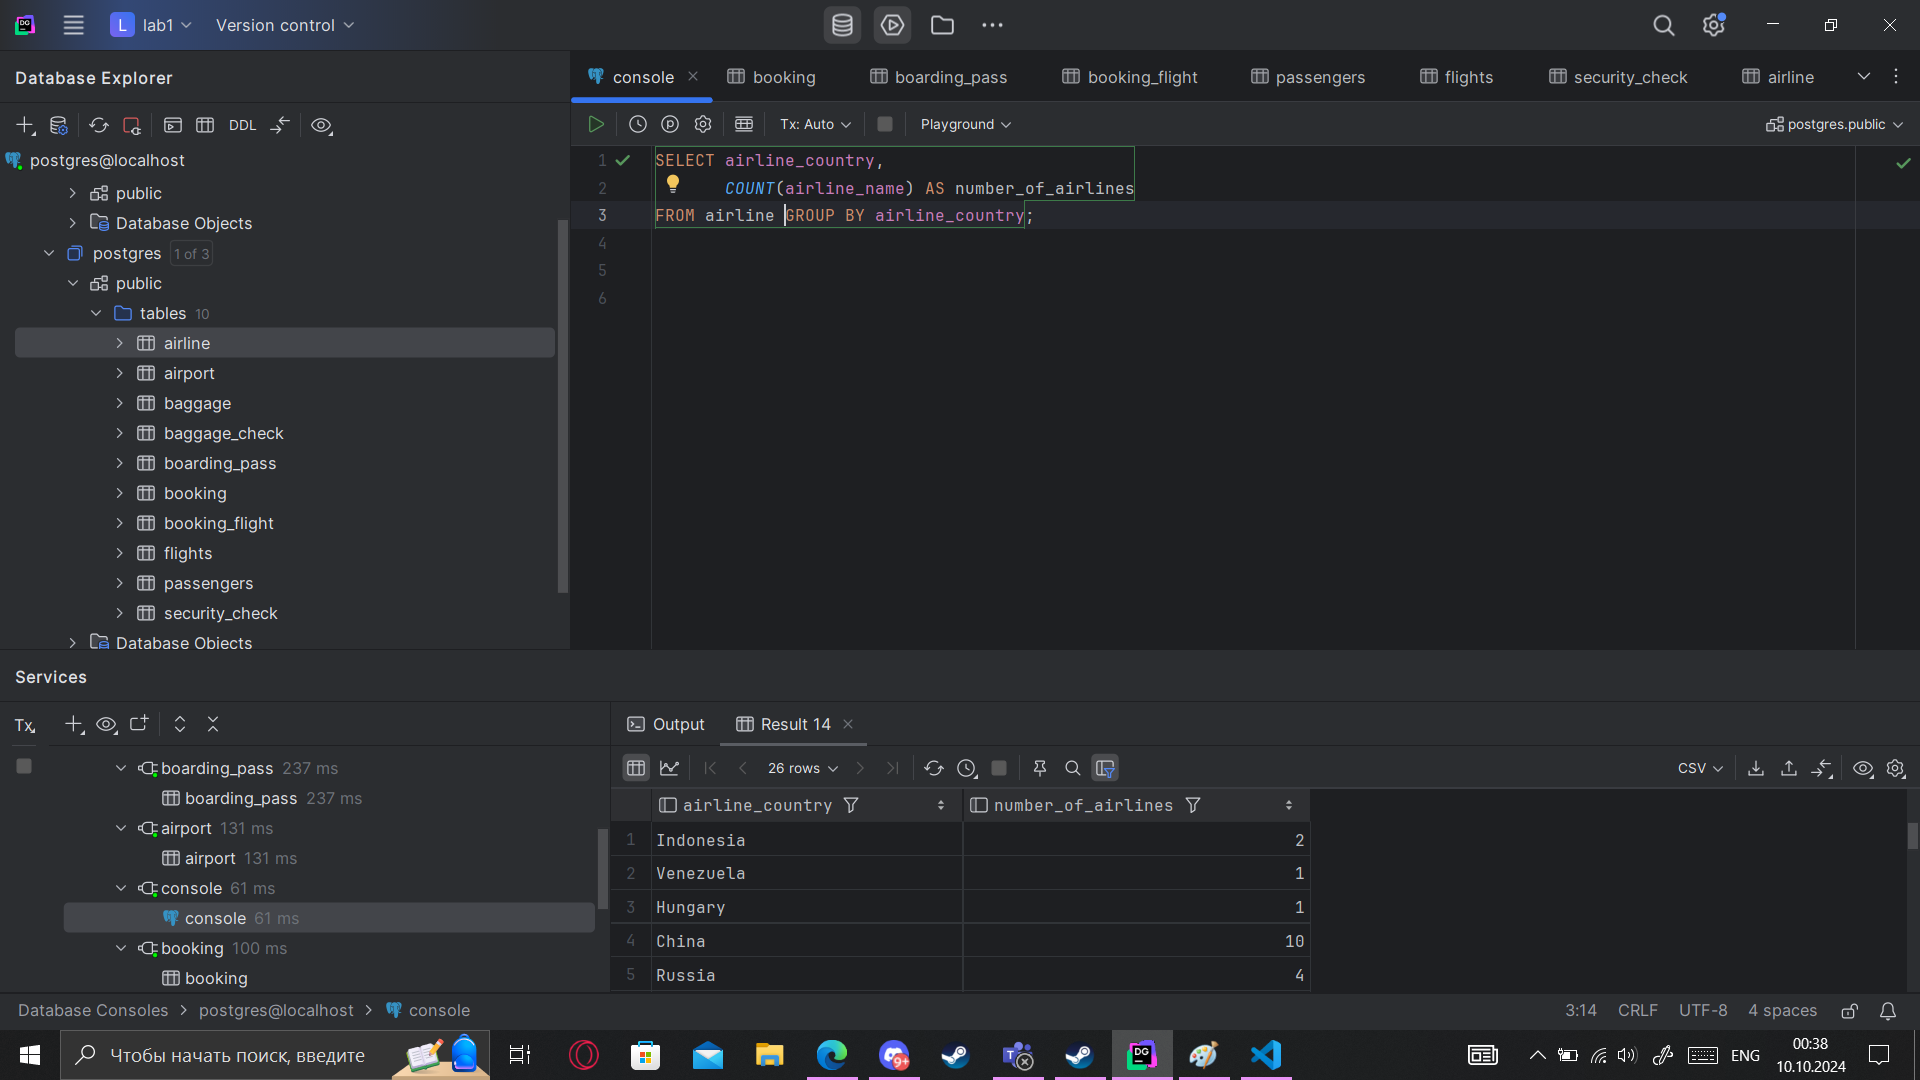 L lab1 Version control
Database Explorer
console booking boarding_pass booking_flight passengers flights security_check airline
DDL
Tx: Auto Playground postgres.public
postgres@localhost
public
Database Objects
postgres 1 of 3
public
tables 10
airline
airport
baggage
baggage_check
boarding_pass
booking
booking_flight
flights
passengers
security_check
Database Objects
1 SELECT airline_country,
2 COUNT(airline_name) AS number_of_airlines
3 FROM airline GROUP BY airline_country;
4
5
6
Services
Tx
boarding_pass 237 ms
boarding_pass 237 ms
airport 131 ms
airport 131 ms
console 61 ms
console 61 ms
booking 100 ms
booking
Output Result 14
26 rows CSV
airline_country number_of_airlines
1 Indonesia 2
2 Venezuela 1
3 Hungary 1
4 China 10
5 Russia 4
Database Consoles > postgres@localhost > console
3:14 CRLF UTF-8 4 spaces
Чтобы начать поиск, введите
9+
DG
ENG
00:38
10.10.2024